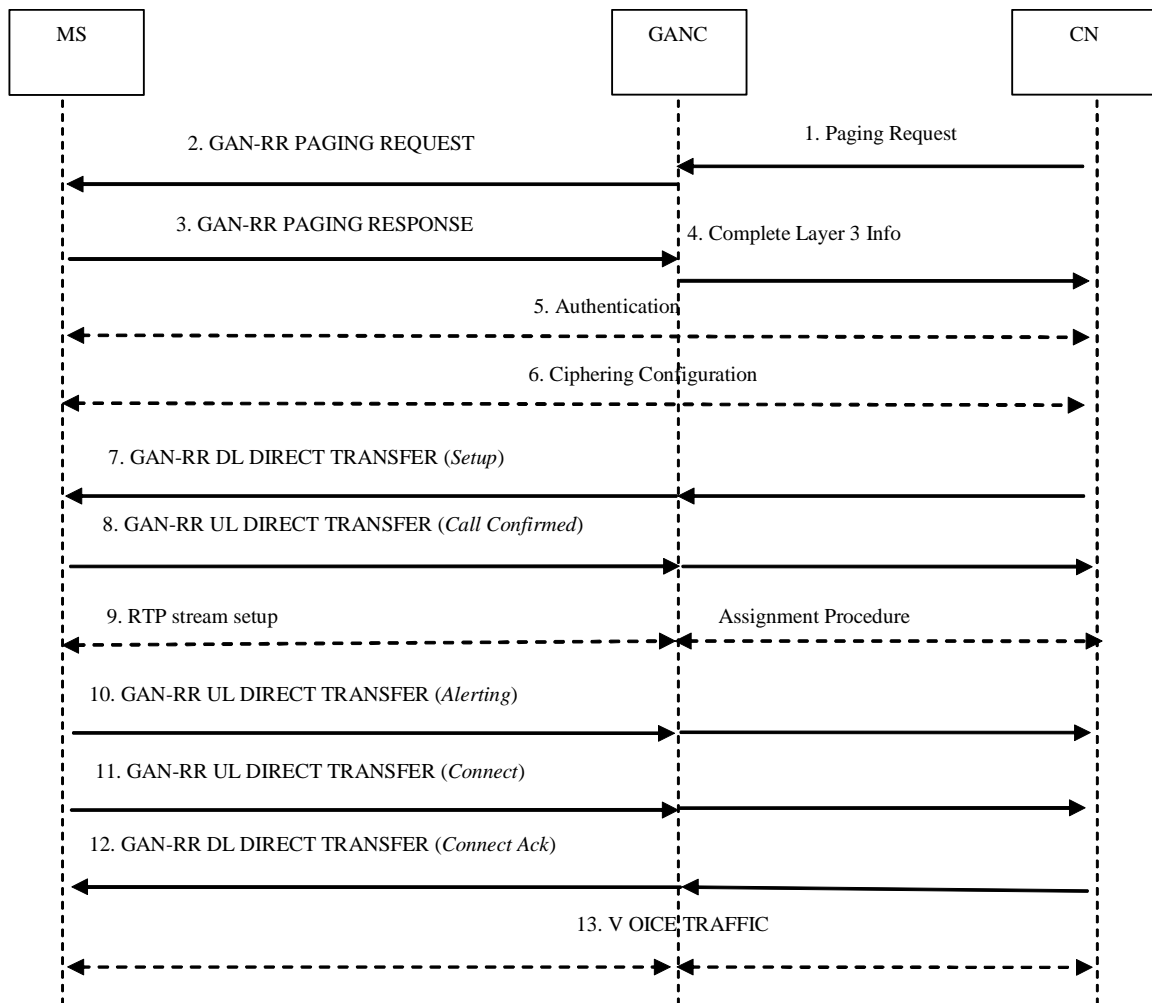 MS
GANC
CN
1. Paging Request
2. GAN-RR PAGING REQUEST
3. GAN-RR PAGING RESPONSE
4. Complete Layer 3 Info
5. Authentication
6. Ciphering Configuration
7. GAN-RR DL DIRECT TRANSFER (Setup)
8. GAN-RR UL DIRECT TRANSFER (Call Confirmed)
9. RTP stream setup
Assignment Procedure
10. GAN-RR UL DIRECT TRANSFER (Alerting)
11. GAN-RR UL DIRECT TRANSFER (Connect)
12. GAN-RR DL DIRECT TRANSFER (Connect Ack)
13. V OICE TRAFFIC